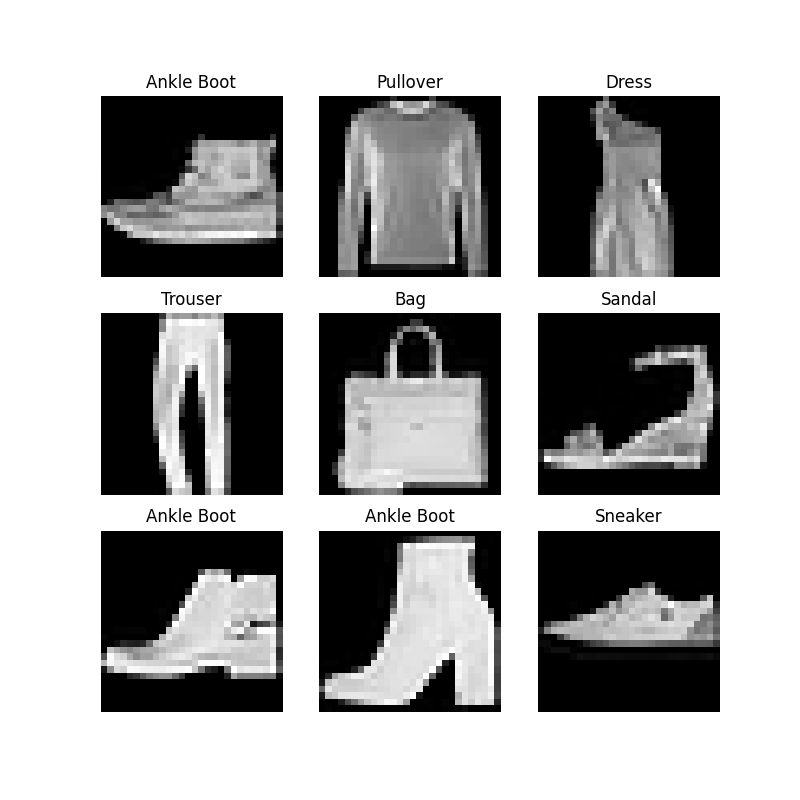 Ankle Boot
Pullover
Dress
Trouser
Bag
Sandal
Ankle Boot
Ankle Boot
Sneaker